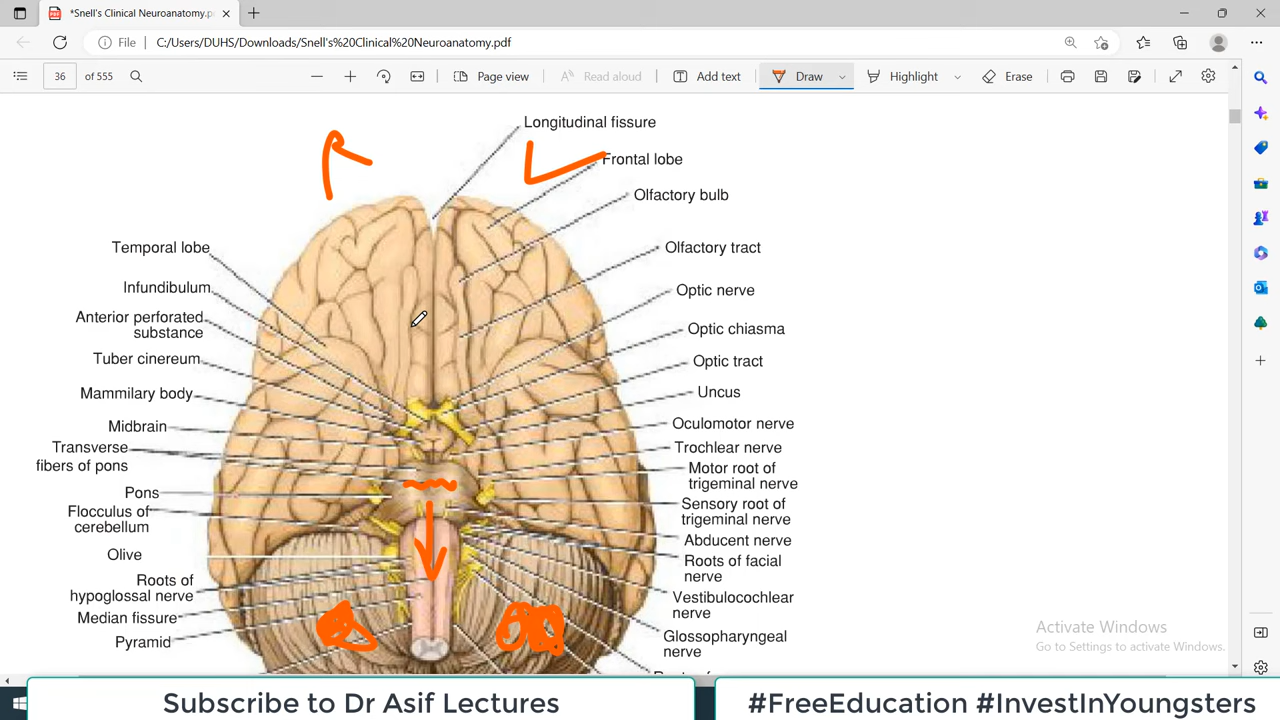 *Snell's Clinical Neuroanatomy.p
File
C:/Users/DUHS/Downloads/Snell's%20Clinical%20Neuroanatomy.pdf
36
of 555
Page view
Read aloud
Add text
Draw
Highlight
Erase
Longitudinal fissure
Frontal lobe
Olfactory bulb
Olfactory tract
Optic nerve
Optic chiasma
Optic tract
Uncus
Oculomotor nerve
Trochlear nerve
Motor root of
trigeminal nerve
Sensory root of
trigeminal nerve
Abducent nerve
Roots of facial
nerve
Vestibulocochlear
nerve
Glossopharyngeal
nerve
Temporal lobe
Infundibulum
Anterior perforated
substance
Tuber cinereum
Mammilary body
Midbrain
Transverse
fibers of pons
Pons
Flocculus of
cerebellum
Olive
Roots of
hypoglossal nerve
Median fissure
Pyramid
Activate Windows
Go to Settings to activate Windows.
Subscribe to Dr Asif Lectures
#FreeEducation #InvestInYoungsters